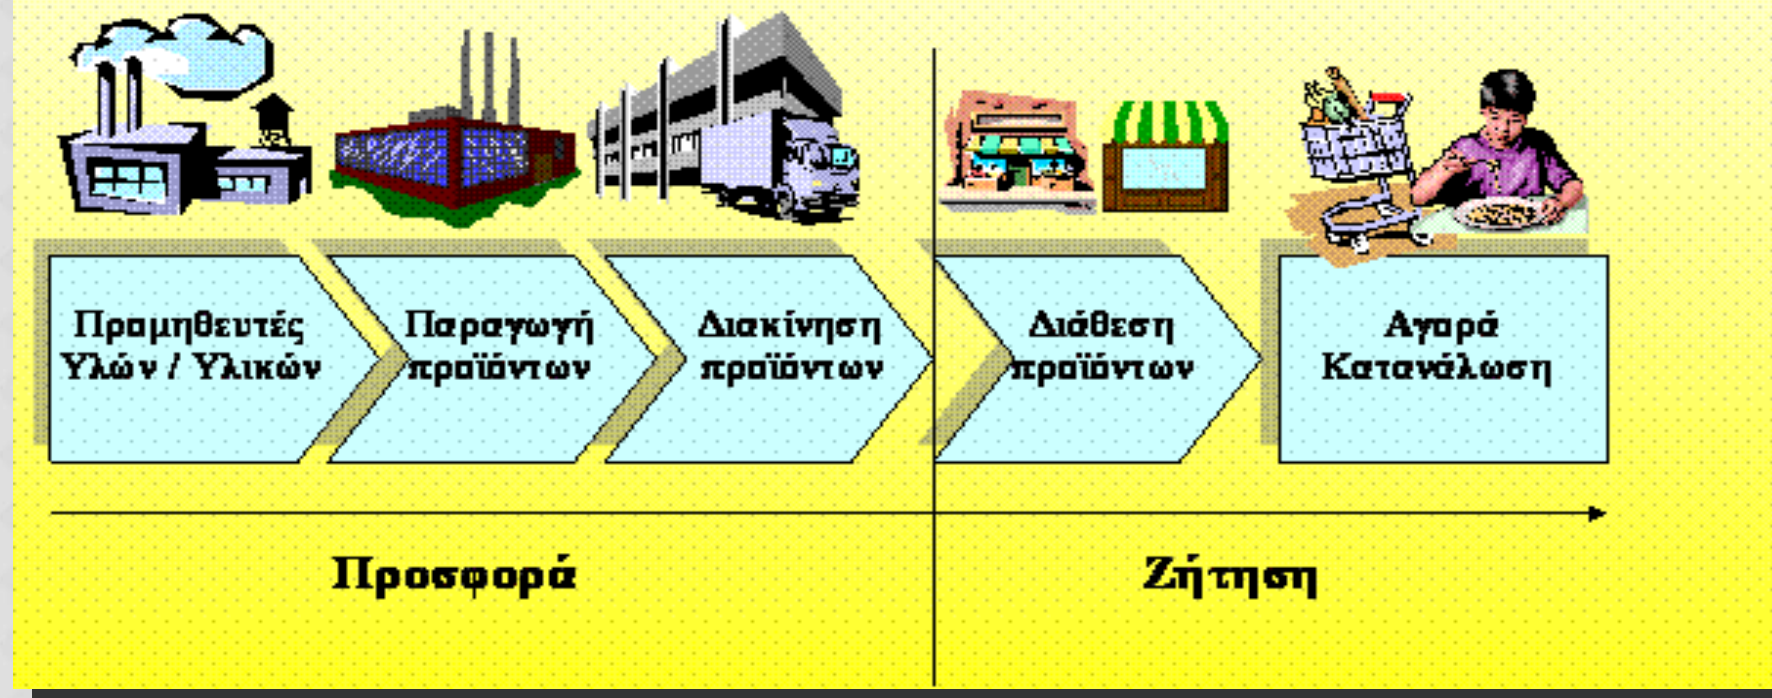 Προμηθευτές
Υλών / Υλικών
Παραγωγή
προϊόντων
Διακίνηση
προϊόντων
Διάθεση
προϊόντων
Αγορά
Κατανάλωση
Προσφορά
Ζήτηση